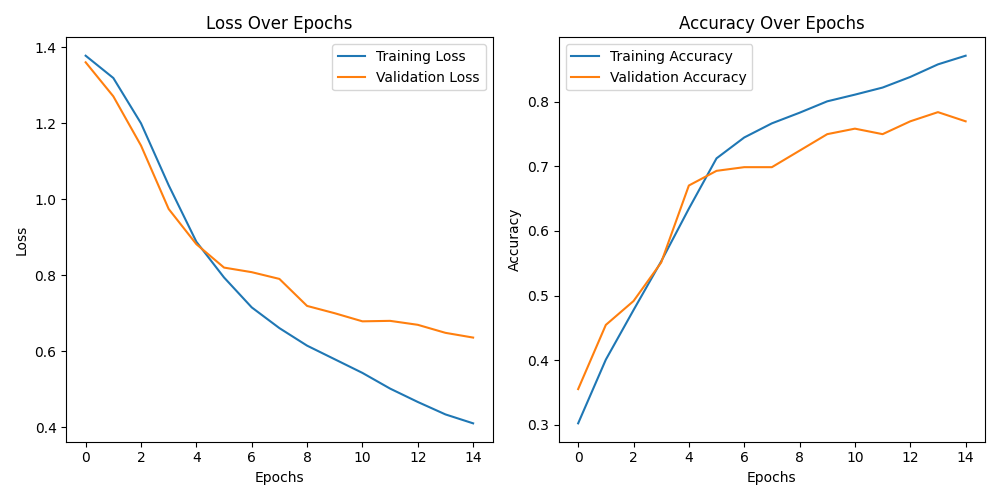 Loss Over Epochs
1.4
1.2
1.0
0.8
0.6
0.4
Loss
Training Loss
Validation Loss
0 2 4 6 8 10 12 14
Epochs
Accuracy Over Epochs
0.8
0.7
0.6
0.5
0.4
0.3
Accuracy
Training Accuracy
Validation Accuracy
0 2 4 6 8 10 12 14
Epochs